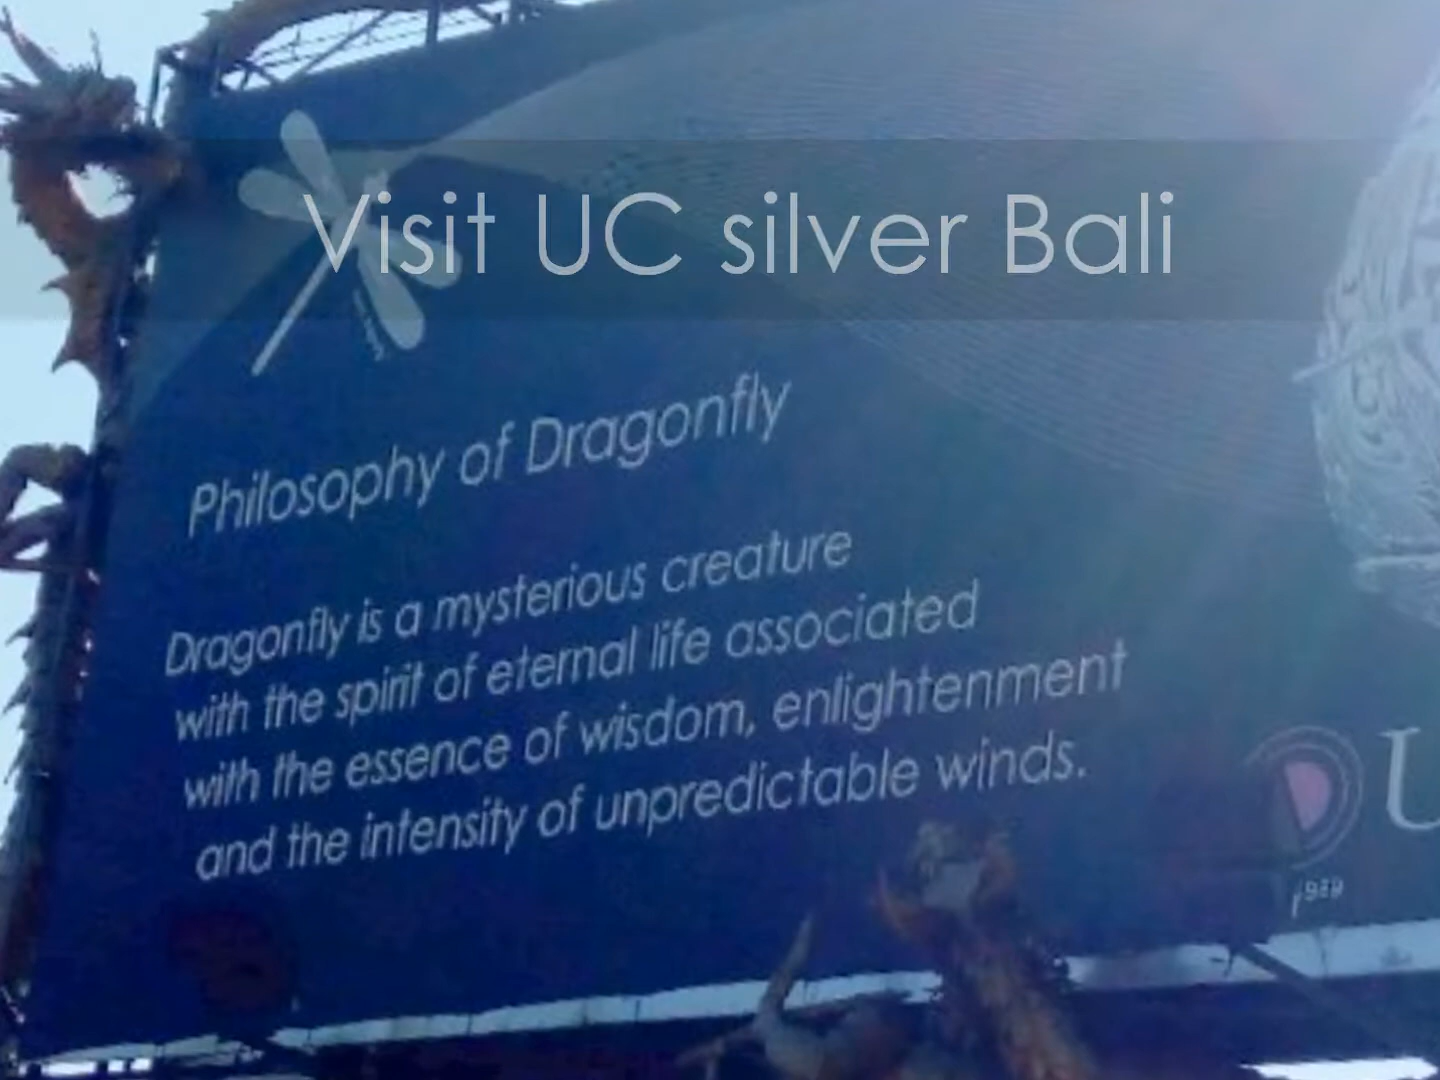 Visit UC silver Bali
Philosophy of Dragonfly
Dragonfly is a mysterious creature
with the spirit of eternal life associated
with the essence of wisdom, enlightenment
and the intensity of unpredictable winds.
U